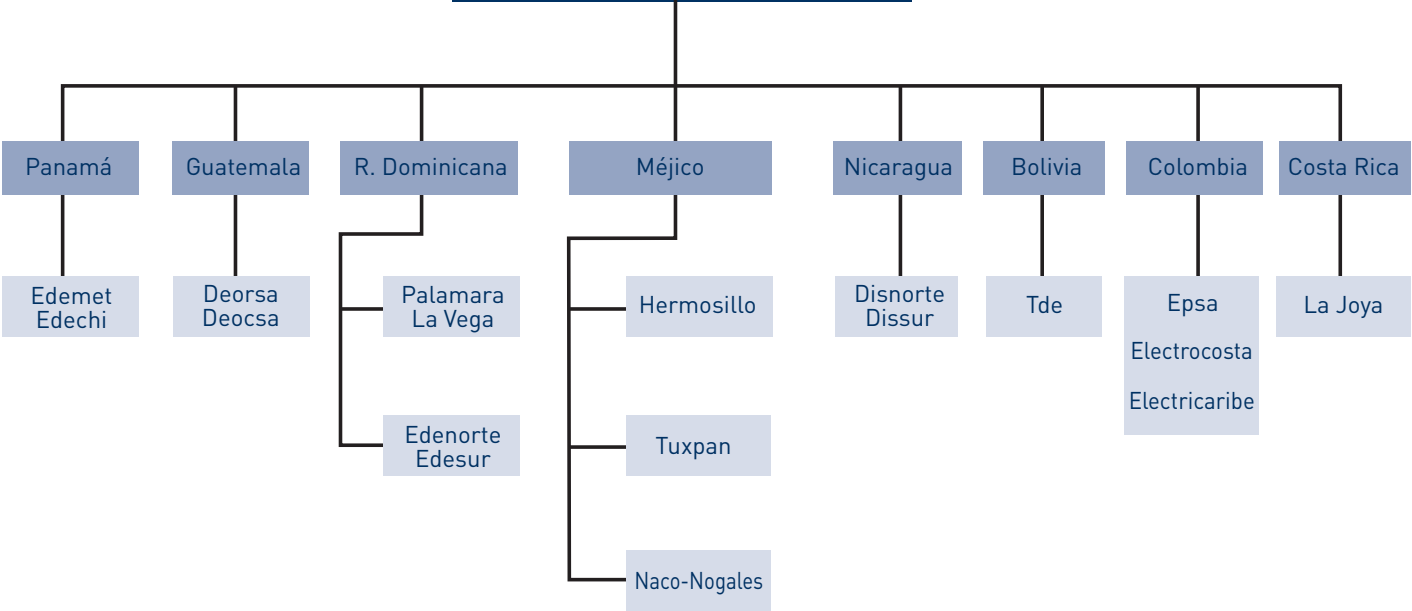 Panamá
Guatemala
R. Dominicana
Méjico
Nicaragua
Bolivia
Colombia
Costa Rica
Edemet
Edechi
Deorsa
Deocsa
Palamara
La Vega
Hermosillo
Disnorte
Dissur
Tde
Epsa
Electrocosta
Electricaribe
La Joya
Edenorte
Edesur
Tuxpan
Naco-Nogales